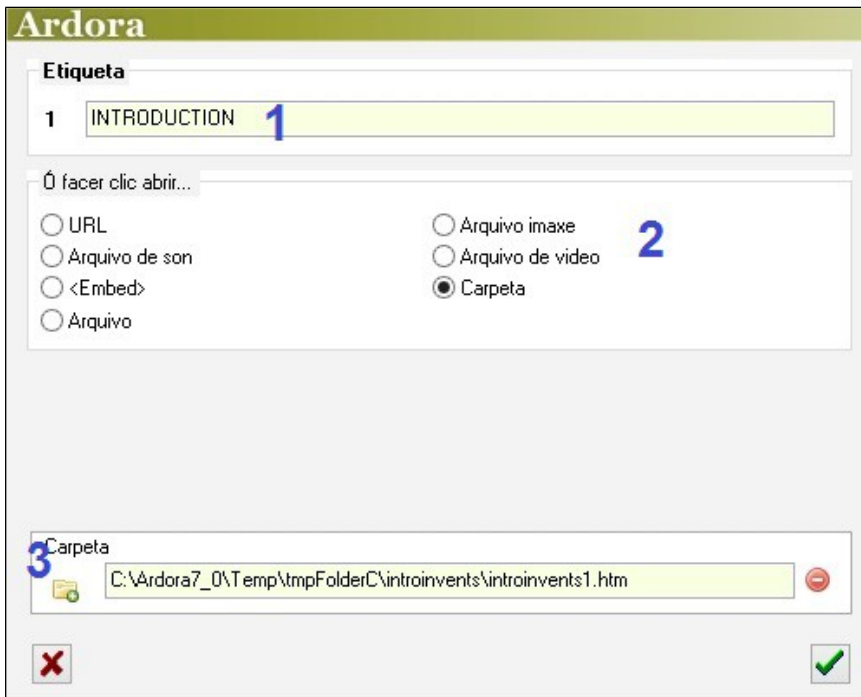 Ardora
Etiqueta
1 INTRODUCTION 1
Ó facer clic abrir...
URL
Arquivo de son
<Embed>
Arquivo
Arquivo imaxe
Arquivo de video
Carpeta
2
3 Carpeta
C:\Ardora7_0\Temp\tmpFolderC\introinvents\introinvents1.htm